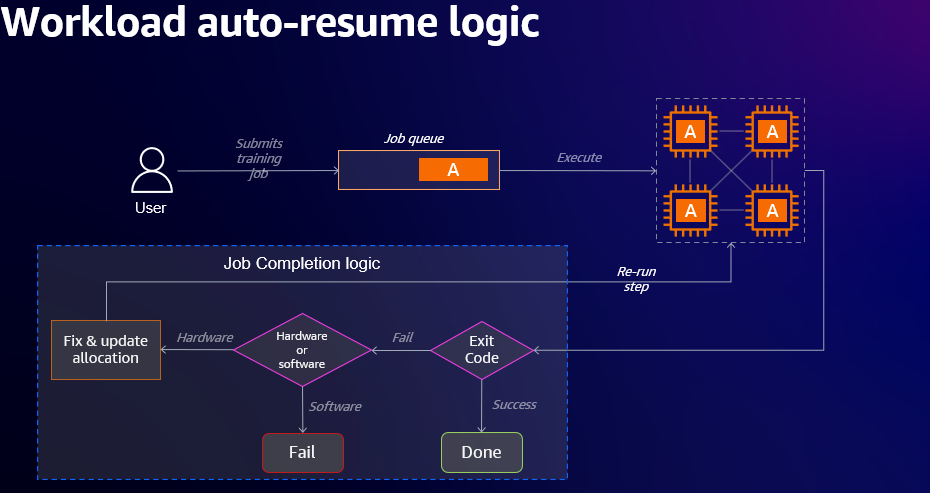 Workload auto-resume logic
Submits
training
job
Job queue
A
Execute
A
A
A
A
User
Job Completion logic
Re-run
step
Fix & update
allocation
Hardware
Hardware
or
software
Fail
Exit
Code
Software
Success
Fail
Done